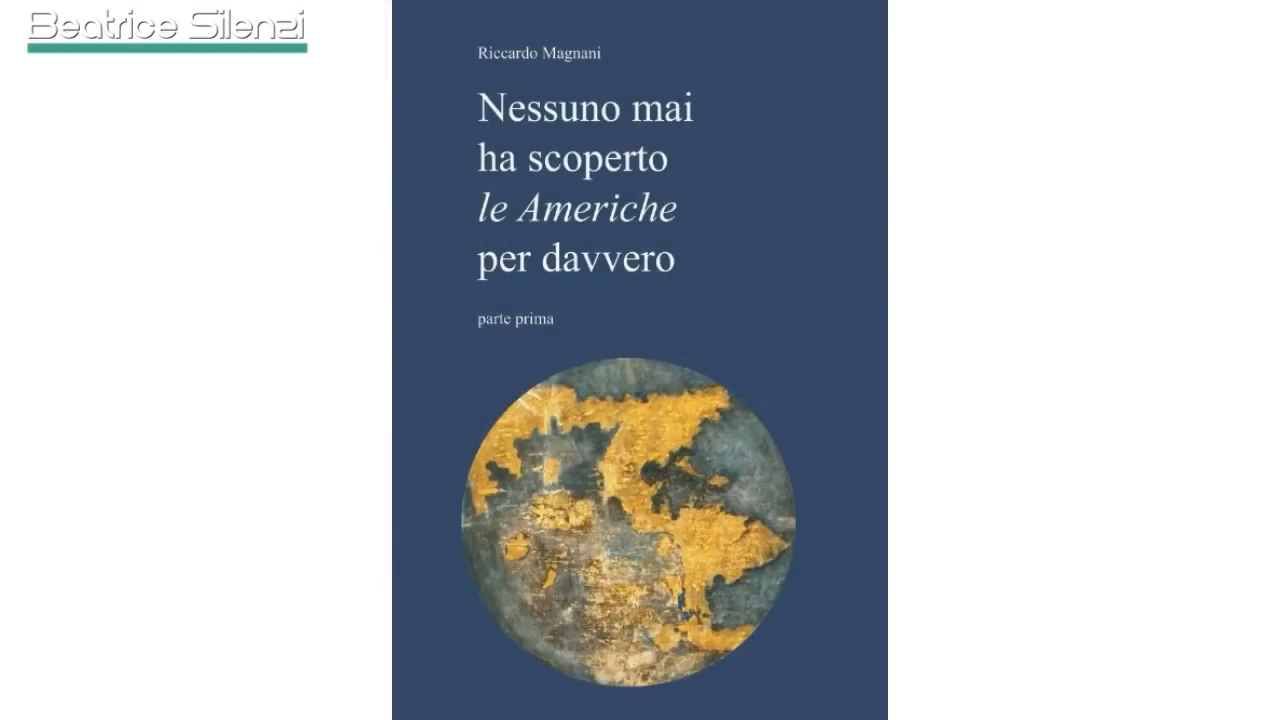 Beatrice Silenzi
Riccardo Magnani
Nessuno mai
ha scoperto
le Americhe
per davvero
parte prima